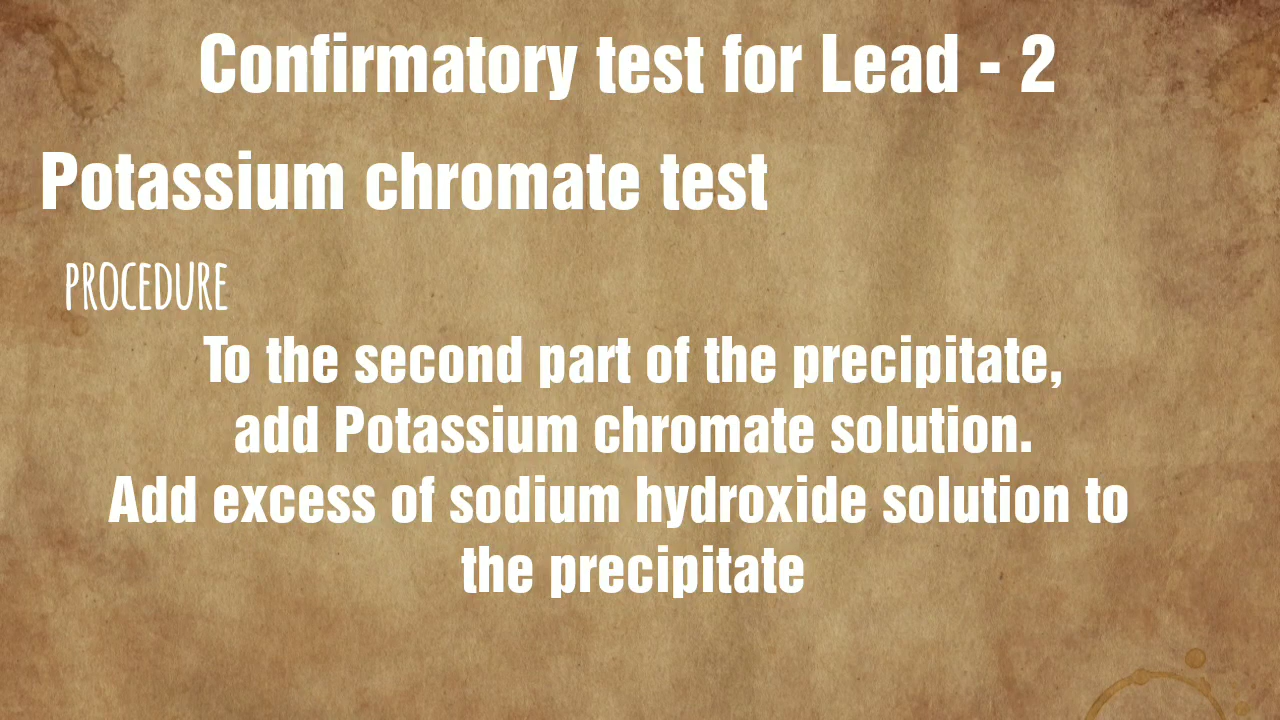 Confirmatory test for Lead - 2
Potassium chromate test
PROCEDURE
To the second part of the precipitate,
add Potassium chromate solution.
Add excess of sodium hydroxide solution to
the precipitate